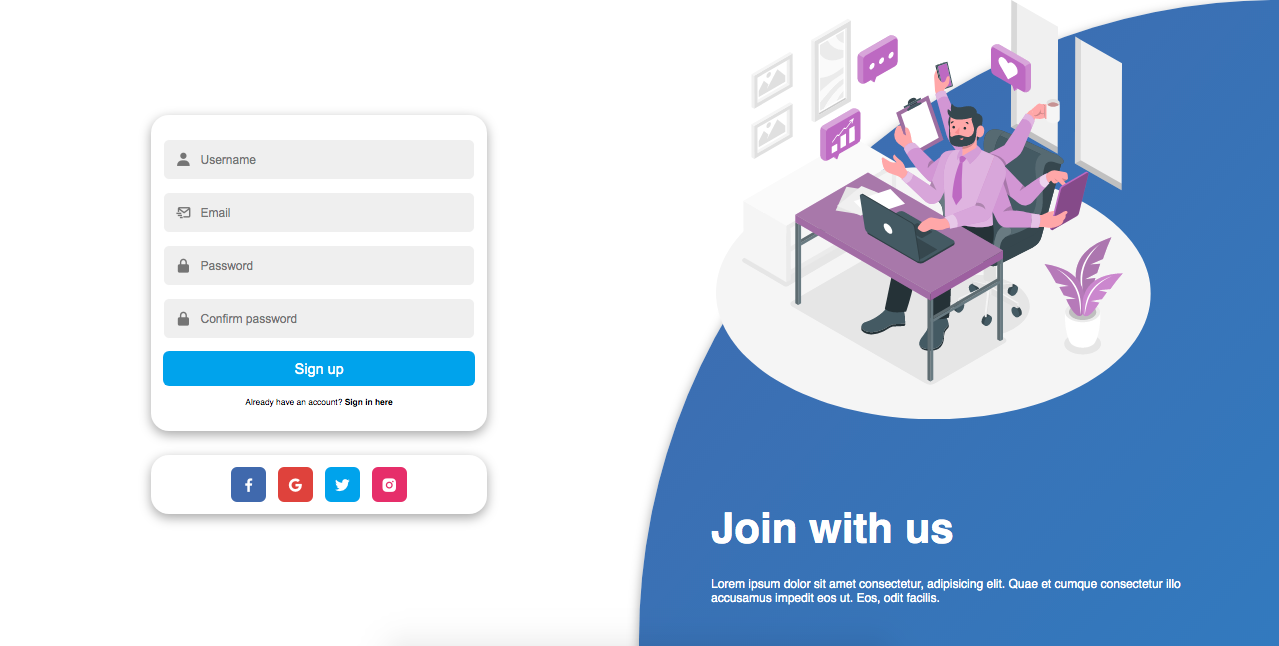 Username
Email
Password
Confirm password
Sign up
Already have an account? Sign in here
Join with us
Lorem ipsum dolor sit amet consectetur, adipisicing elit. Quae et cumque consectetur illo
accusamus impedit eos ut. Eos, odit facilis.